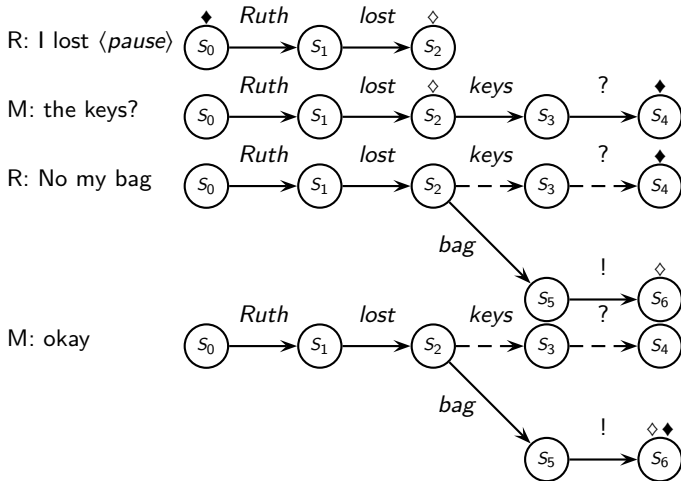 ♦ Ruth lost ◇
R: I lost ⟨pause⟩ S0 S1 S2
Ruth lost ◇ keys ? ♦
M: the keys? S0 S1 S2 S3 S4
Ruth lost keys ? ♦
R: No my bag S0 S1 S2 S3 S4
bag ! ◇
S5 S6
Ruth lost keys ?
M: okay S0 S1 S2 S3 S4
bag ! ◇♦
S5 S6